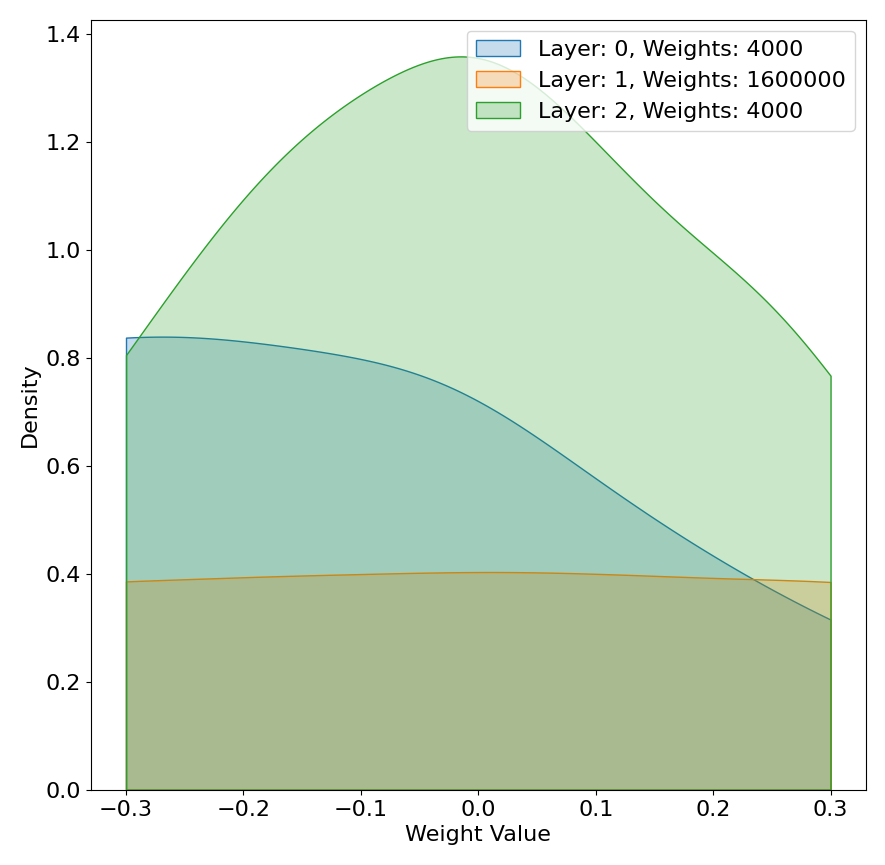 Layer: 0, Weights: 4000
Layer: 1, Weights: 1600000
Layer: 2, Weights: 4000
1.4
1.2
1.0
0.8
0.6
0.4
0.2
0.0
Density
−0.3 −0.2 −0.1 0.0 0.1 0.2 0.3
Weight Value